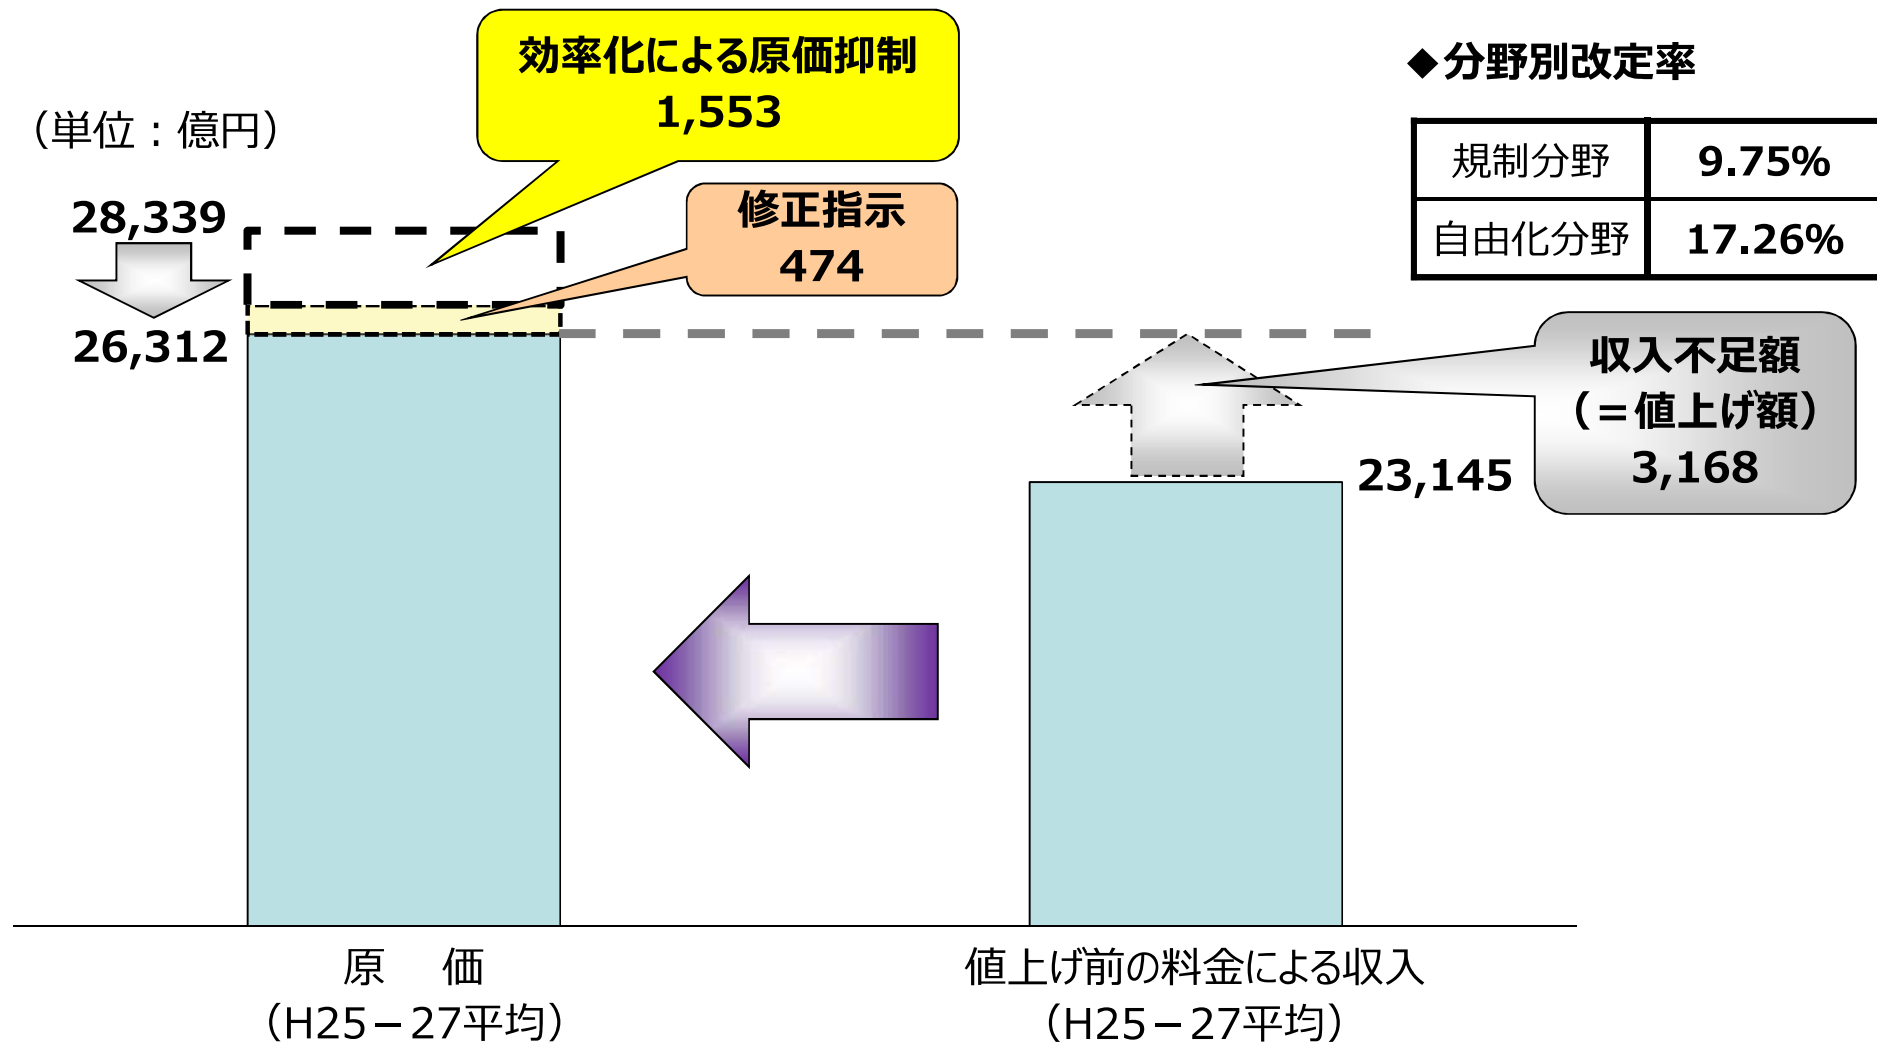 効率化による原価抑制
1,553
◆分野別改定率
（単位：億円）
規制分野 9.75%
自由化分野 17.26%
修正指示
474
28,339
26,312
収入不足額
（＝値上げ額）
3,168
23,145
原　価
（H25－27平均）
値上げ前の料金による収入
（H25－27平均）